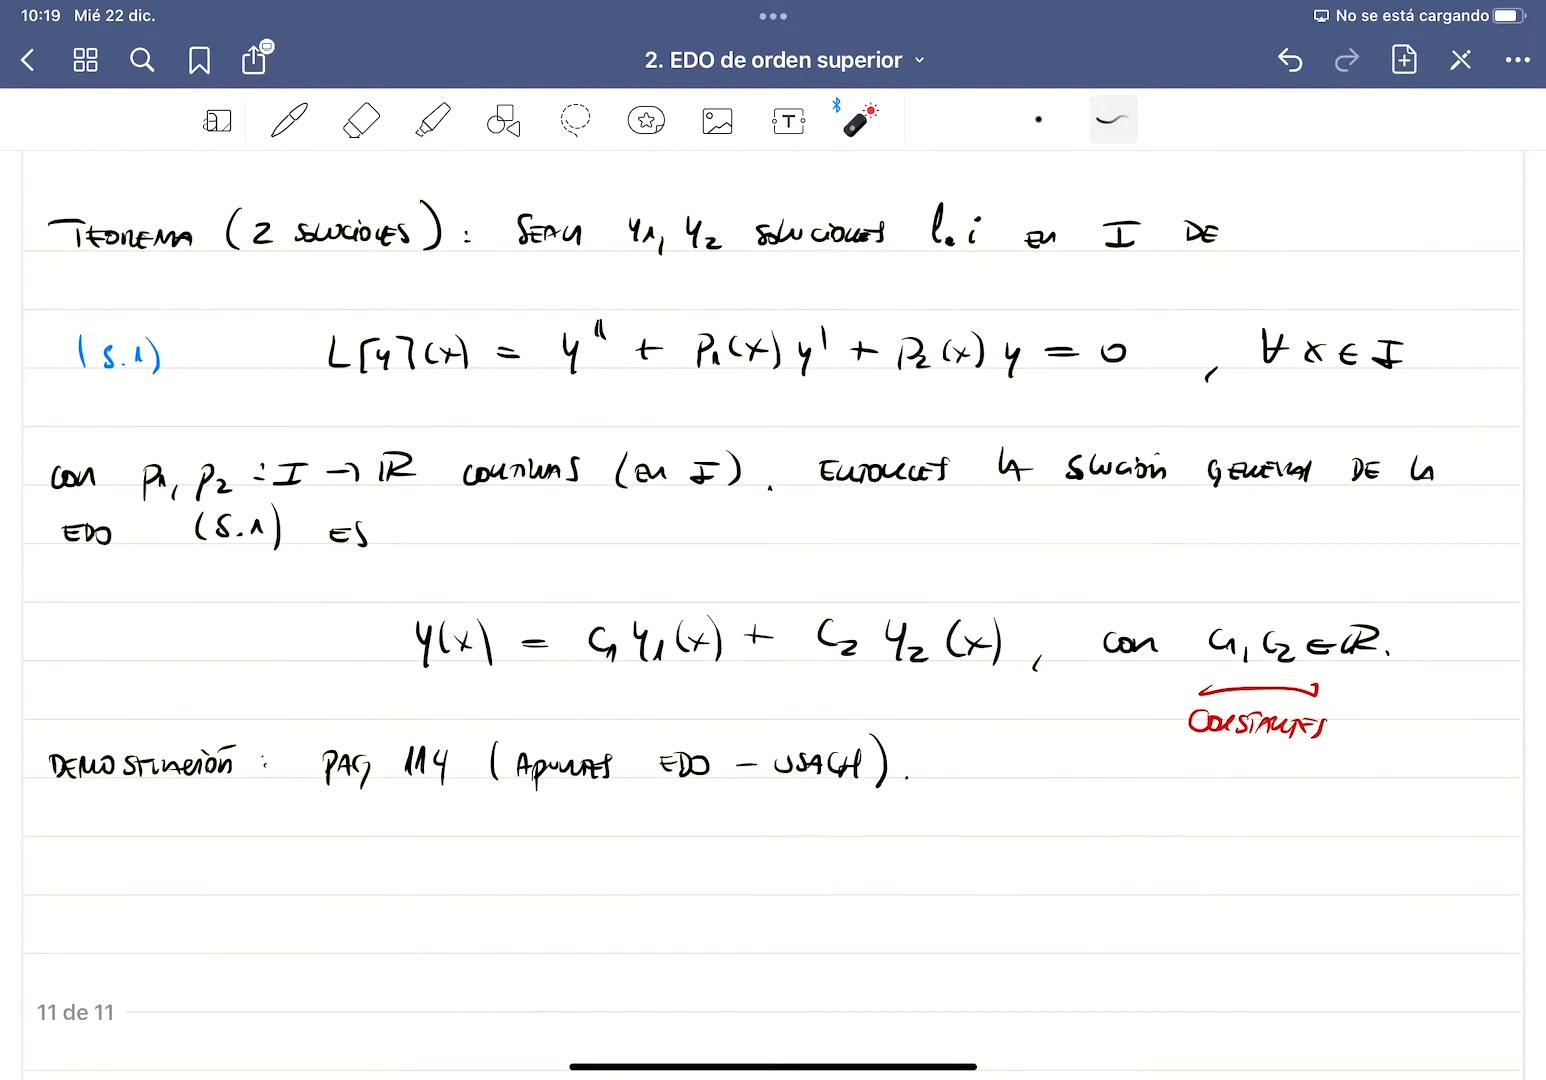 10:19 Mié 22 dic.
No se está cargando
2. EDO de orden superior
TEOREMA (2 SOLUCIONES): SEAN y1, y2 SOLUCIONES l.i EN I DE
(S.1) L[y](x) = y'' + P1(x) y' + P2(x) y = 0 , ∀ x ∈ I
CON P1, P2 : I → ℝ CONTINUAS (EN I). ENTONCES LA SOLUCIÓN GENERAL DE LA
EDO (S.1) ES
y(x) = C1 y1(x) + C2 y2(x), CON C1, C2 ∈ ℝ.
CONSTANTES
DEMOSTRACIÓN: PAG 114 (APUNTES EDO - USACH).
11 de 11